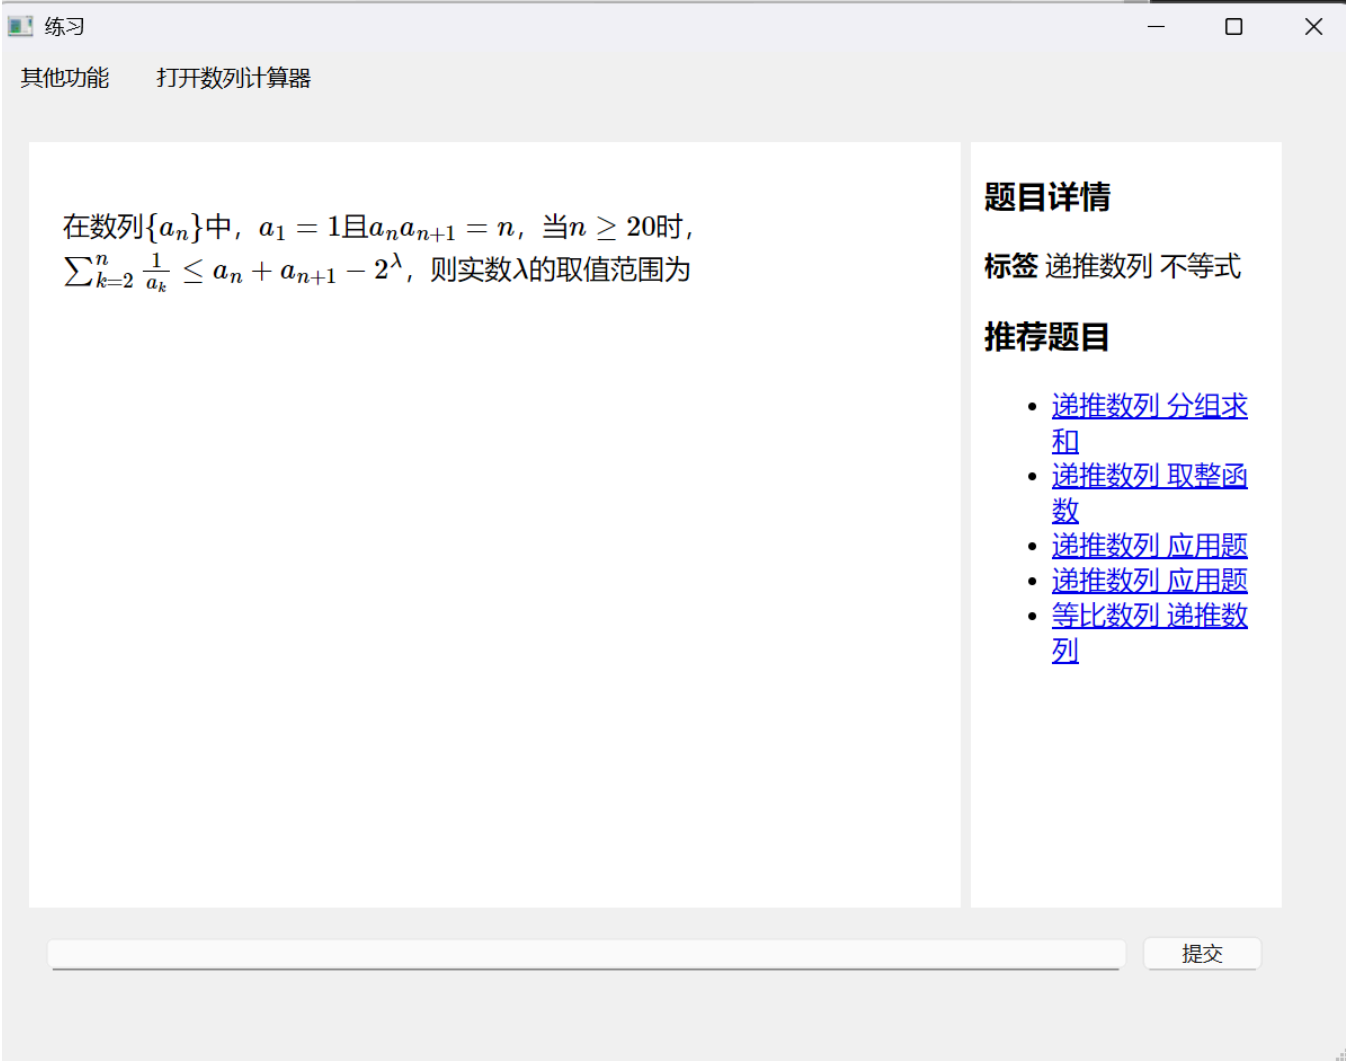 练习
其他功能 打开数列计算器
在数列{aₙ}中，a₁ = 1且aₙaₙ₊₁ = n，当n ≥ 20时，
∑ⁿₖ₌₂ 1/aₖ ≤ aₙ + aₙ₊₁ − 2^λ，则实数λ的取值范围为
题目详情
标签 递推数列 不等式
推荐题目
• 递推数列 分组求
和
• 递推数列 取整函
数
• 递推数列 应用题
• 递推数列 应用题
• 等比数列 递推数
列
提交